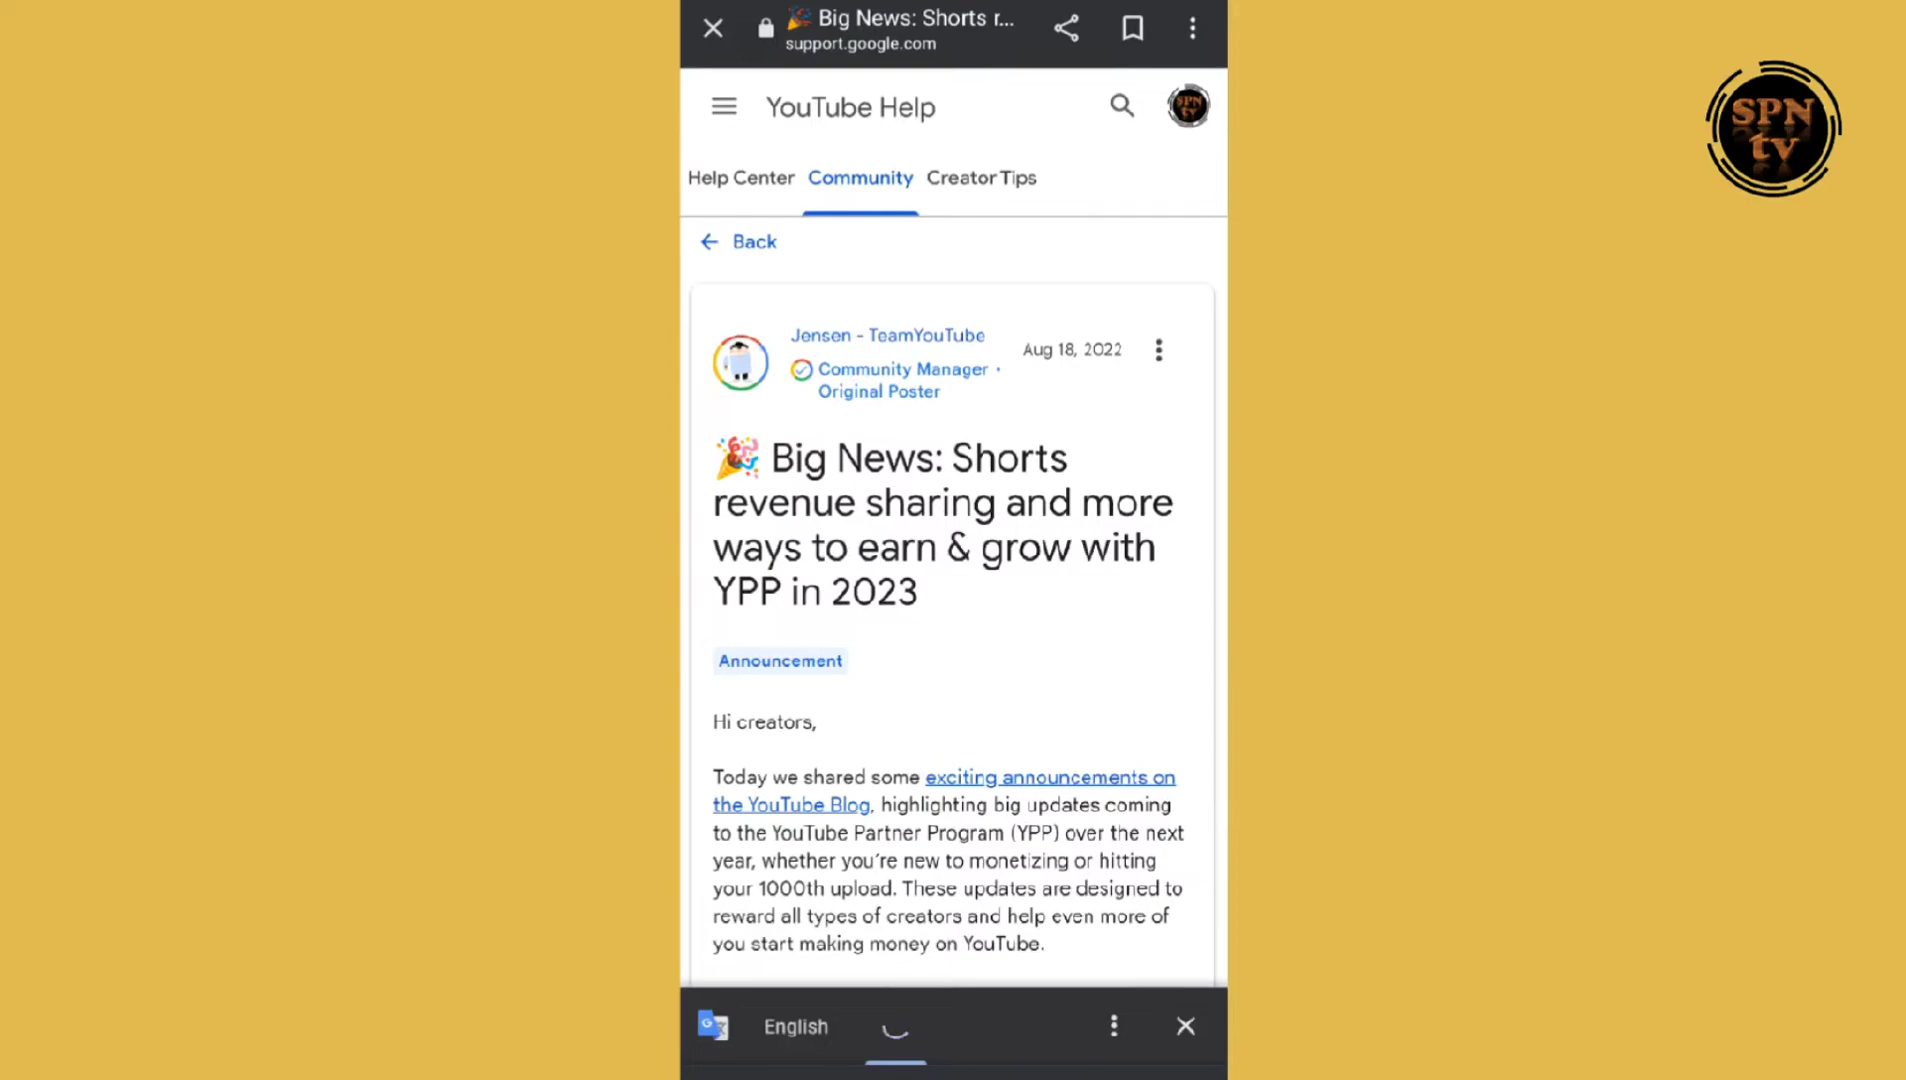 🎉 Big News: Shorts r...
support.google.com
YouTube Help
SPN
tv
SPN
tv
Help Center Community Creator Tips
Back
Jensen - TeamYouTube
Aug 18, 2022
Community Manager •
Original Poster
🎉 Big News: Shorts
revenue sharing and more
ways to earn & grow with
YPP in 2023
Announcement
Hi creators,
Today we shared some exciting announcements on
the YouTube Blog, highlighting big updates coming
to the YouTube Partner Program (YPP) over the next
year, whether you're new to monetizing or hitting
your 1000th upload. These updates are designed to
reward all types of creators and help even more of
you start making money on YouTube.
G
English